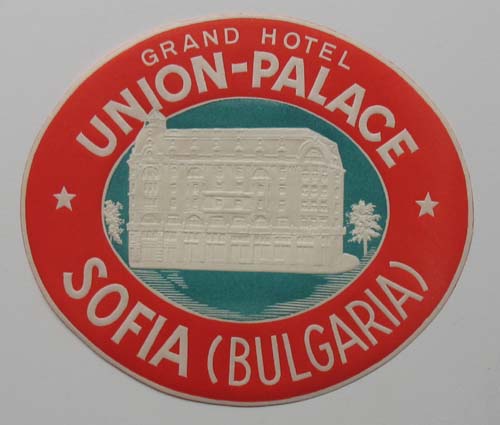 GRAND HOTEL
UNION-PALACE
SOFIA (BULGARIA)